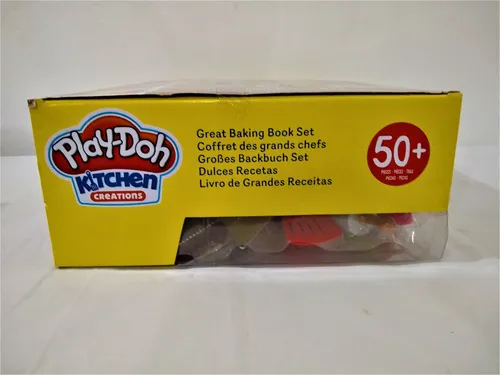 Play-Doh
KITCHEN
CREATIONS
Great Baking Book Set
Coffret des grands chefs
Großes Backbuch Set
Dulces Recetas
Livro de Grandes Receitas
50+